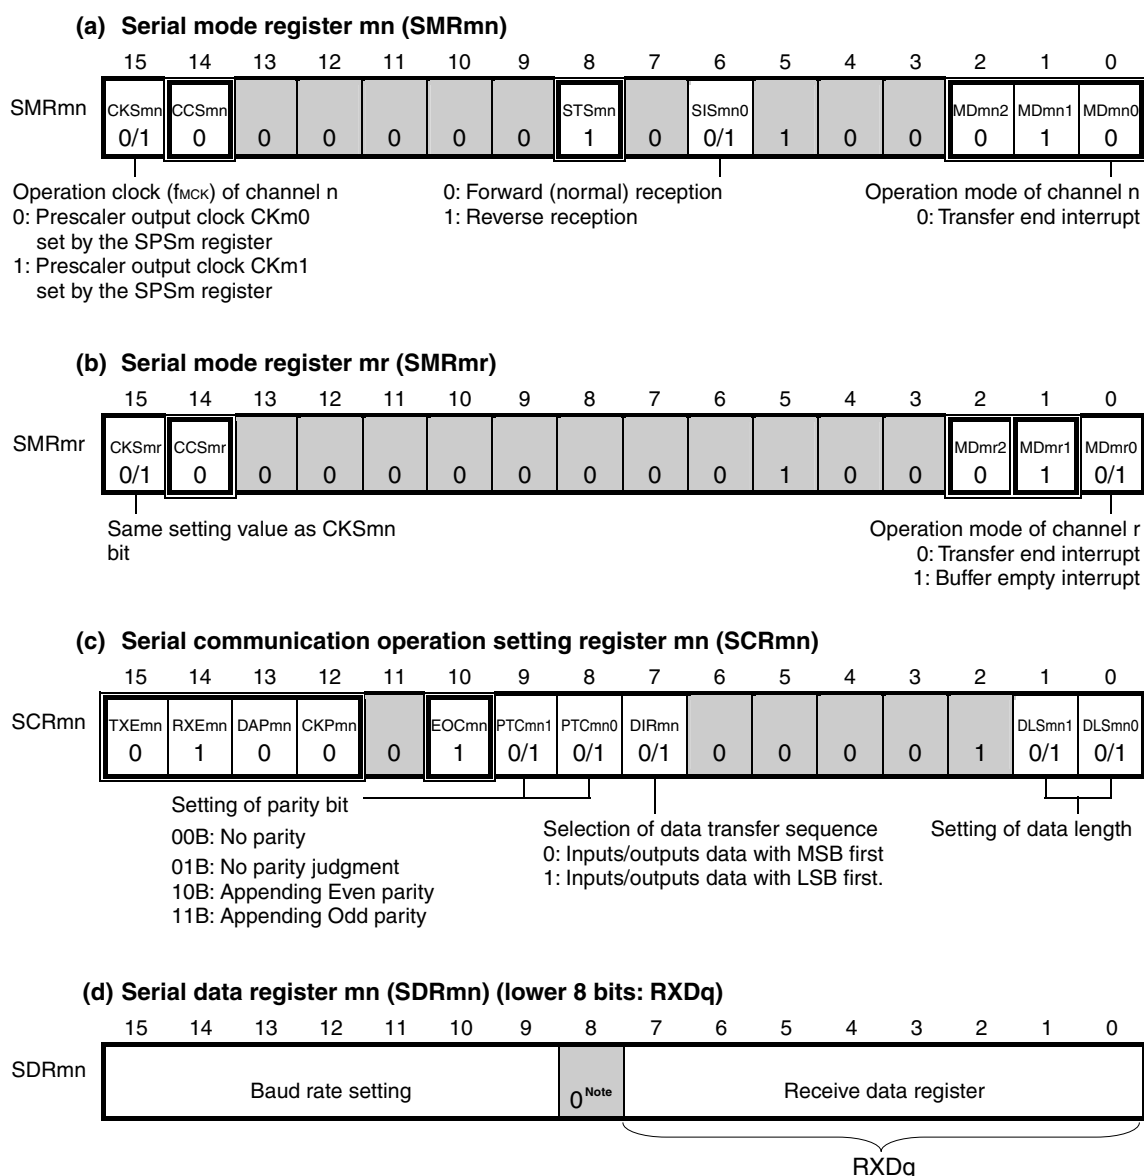 (a) Serial mode register mn (SMRmn)
15 14 13 12 11 10 9 8 7 6 5 4 3 2 1 0
SMRmn
CKSmn CCSmn STSmn SISmn0 MDmn2 MDmn1 MDmn0
0/1 0 0 0 0 0 0 1 0 0/1 1 0 0 0 1 0
Operation clock (fMCK) of channel n
0: Prescaler output clock CKm0
set by the SPSm register
1: Prescaler output clock CKm1
set by the SPSm register
0: Forward (normal) reception
1: Reverse reception
Operation mode of channel n
0: Transfer end interrupt
(b) Serial mode register mr (SMRmr)
15 14 13 12 11 10 9 8 7 6 5 4 3 2 1 0
SMRmr
CKSmr CCSmr MDmr2 MDmr1 MDmr0
0/1 0 0 0 0 0 0 0 0 0 1 0 0 0 1 0/1
Same setting value as CKSmn
bit
Operation mode of channel r
0: Transfer end interrupt
1: Buffer empty interrupt
(c) Serial communication operation setting register mn (SCRmn)
15 14 13 12 11 10 9 8 7 6 5 4 3 2 1 0
SCRmn
TXEmn RXEmn DAPmn CKPmn EOCmn PTCmn1 PTCmn0 DIRmn DLSmn1 DLSmn0
0 1 0 0 0 1 0/1 0/1 0/1 0 0 0 0 1 0/1 0/1
Setting of parity bit
00B: No parity
01B: No parity judgment
10B: Appending Even parity
11B: Appending Odd parity
Selection of data transfer sequence
0: Inputs/outputs data with MSB first
1: Inputs/outputs data with LSB first.
Setting of data length
(d) Serial data register mn (SDRmn) (lower 8 bits: RXDq)
15 14 13 12 11 10 9 8 7 6 5 4 3 2 1 0
SDRmn
Baud rate setting 0Note Receive data register
RXDq